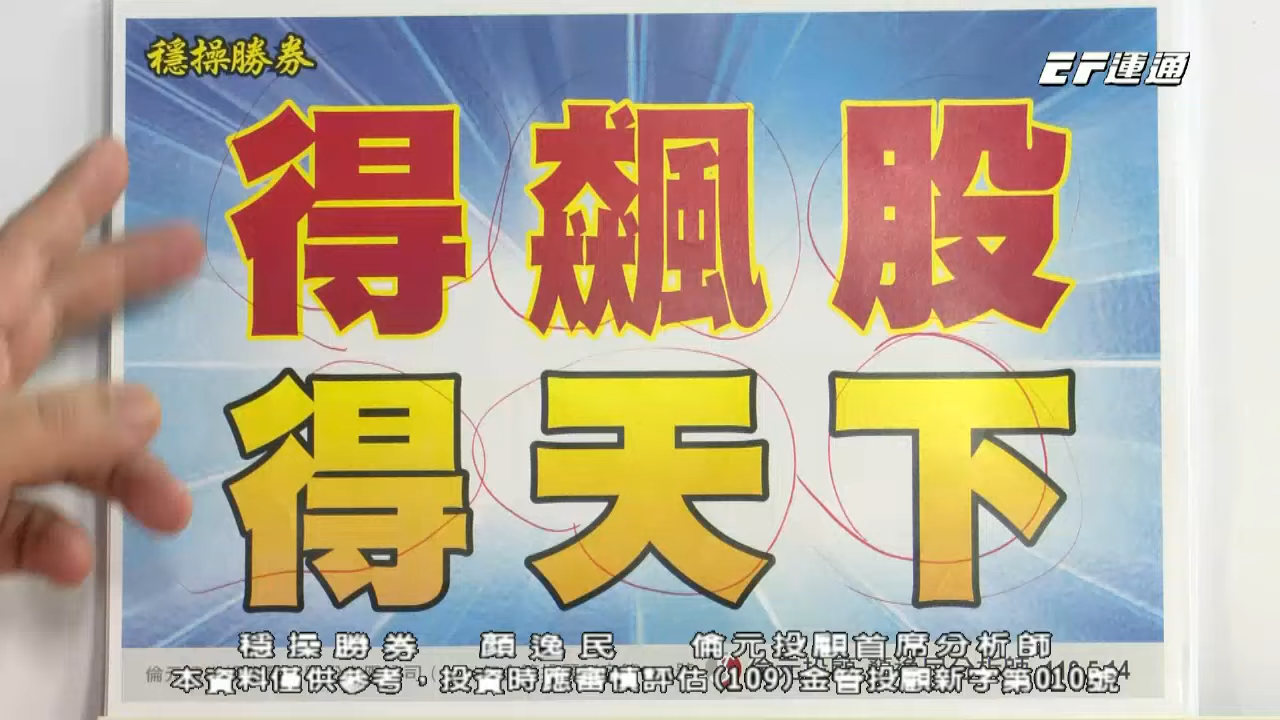 穩操勝券
EF運通
得飆股
得天下
穩操勝券 顏逸民 倫元投顧首席分析師
本資料僅供參考，投資時應審慎評估(109)金管投顧新字第010號